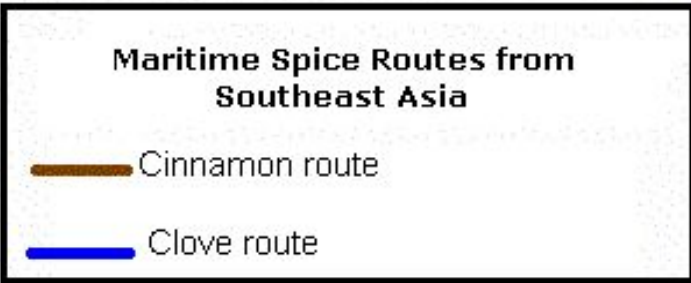 Maritime Spice Routes from
Southeast Asia
Cinnamon route
Clove route